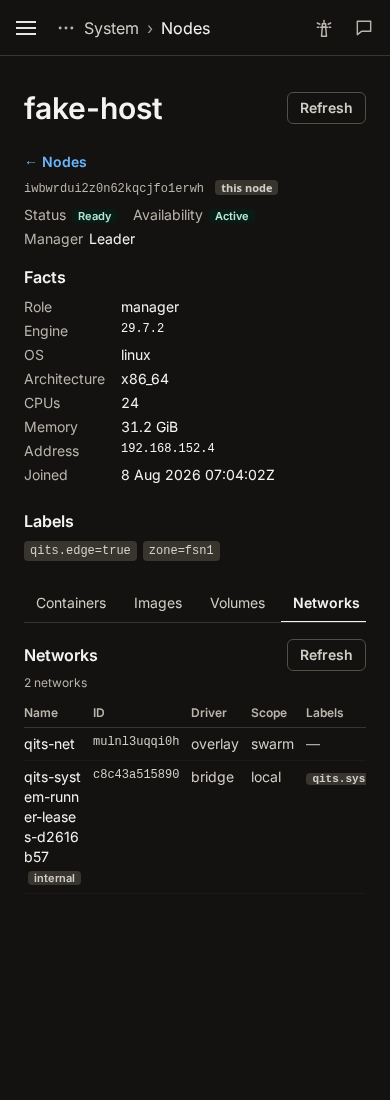 ··· System › Nodes
fake-host
Refresh
← Nodes
iwbwrdui2z0n62kqcjfo1erwh this node
Status Ready Availability Active
Manager Leader
Facts
Role manager
Engine 29.7.2
OS linux
Architecture x86_64
CPUs 24
Memory 31.2 GiB
Address 192.168.152.4
Joined 8 Aug 2026 07:04:02Z
Labels
qits.edge=true zone=fsn1
Containers Images Volumes Networks
Networks
Refresh
2 networks
Name ID Driver Scope Labels
qits-net mulnl3uqqi0h overlay swarm —
qits-syst c8c43a515890 bridge local qits.sys
em-runn
er-lease
s-d2616
b57
internal